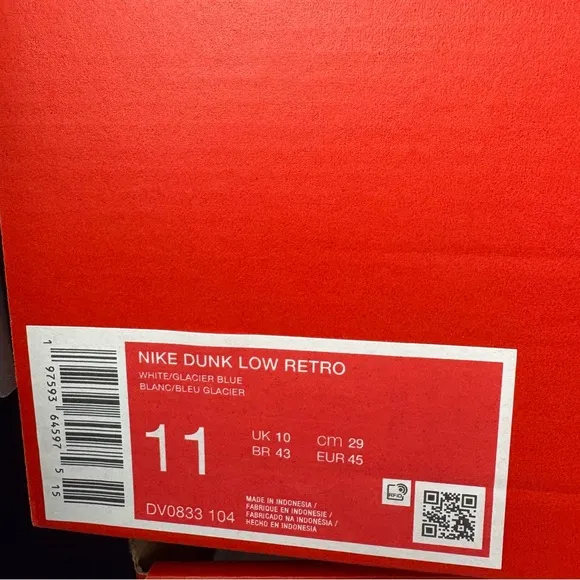 NIKE DUNK LOW RETRO
WHITE/GLACIER BLUE
BLANC/BLEU GLACIER
11
UK 10 cm 29
BR 43 EUR 45
DV0833 104
MADE IN INDONESIA /
FABRIQUE EN INDONESIE /
FABRICADO NA INDONÉSIA /
HECHO EN INDONESIA
RFID
1 97593 64597 5 15